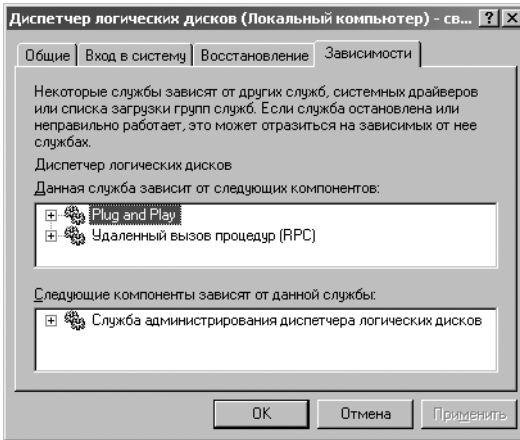 Диспетчер логических дисков (Локальный компьютер) - св...
Общие Вход в систему Восстановление Зависимости
Некоторые службы зависят от других служб, системных драйверов
или списка загрузки групп служб. Если служба остановлена или
неправильно работает, это может отразиться на зависимых от нее
службах.
Диспетчер логических дисков
Данная служба зависит от следующих компонентов:
Plug and Play
Удаленный вызов процедур (RPC)
Следующие компоненты зависят от данной службы:
Служба администрирования диспетчера логических дисков
OK Отмена Применить